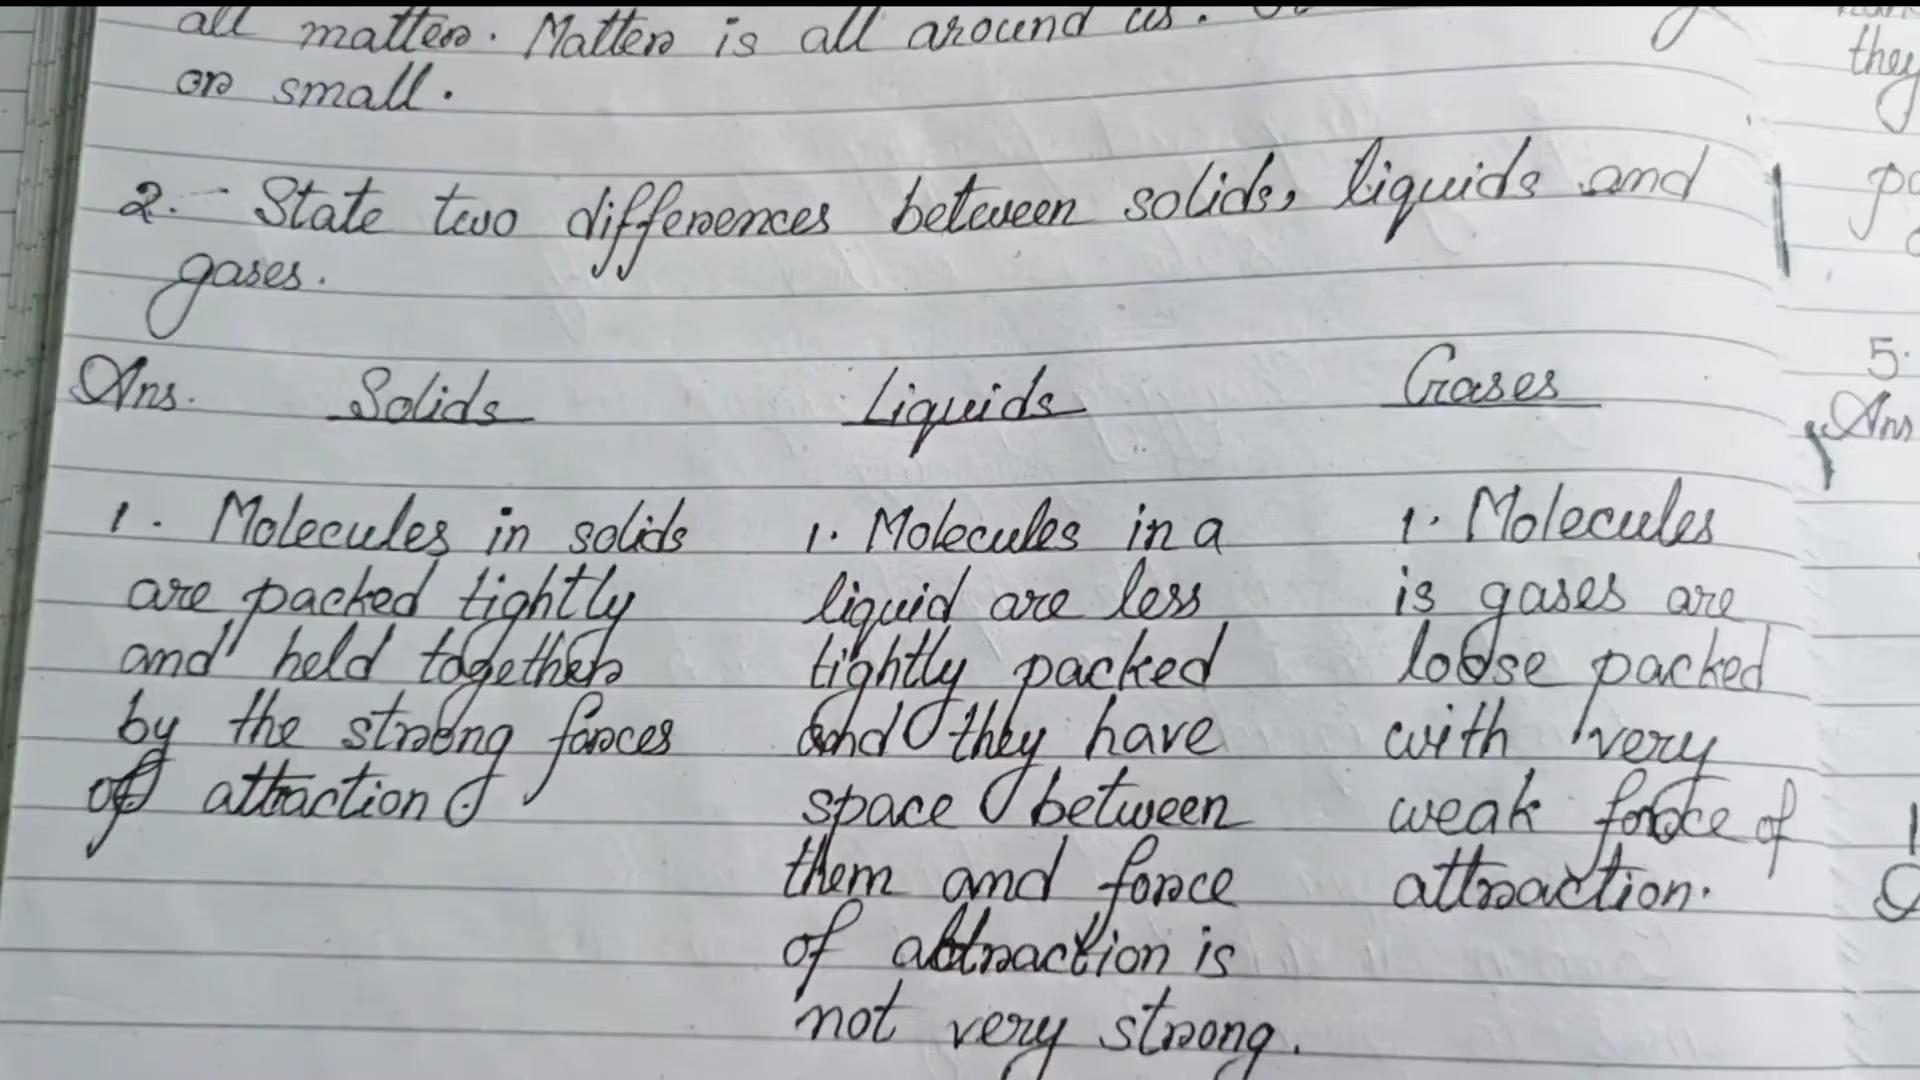 all matter. Matter is all around us.
or small.
2. - State two differences between solids, liquids and
gases.
Ans. Solids Liquids Gases
1. Molecules in solids
are packed tightly
and held together
by the strong forces
of attraction.
1. Molecules in a
liquid are less
tightly packed
and they have
space between
them and force
of attraction is
not very strong.
1. Molecules
is gases are
loose packed
with very
weak force of
attraction.
they
5.
Ans